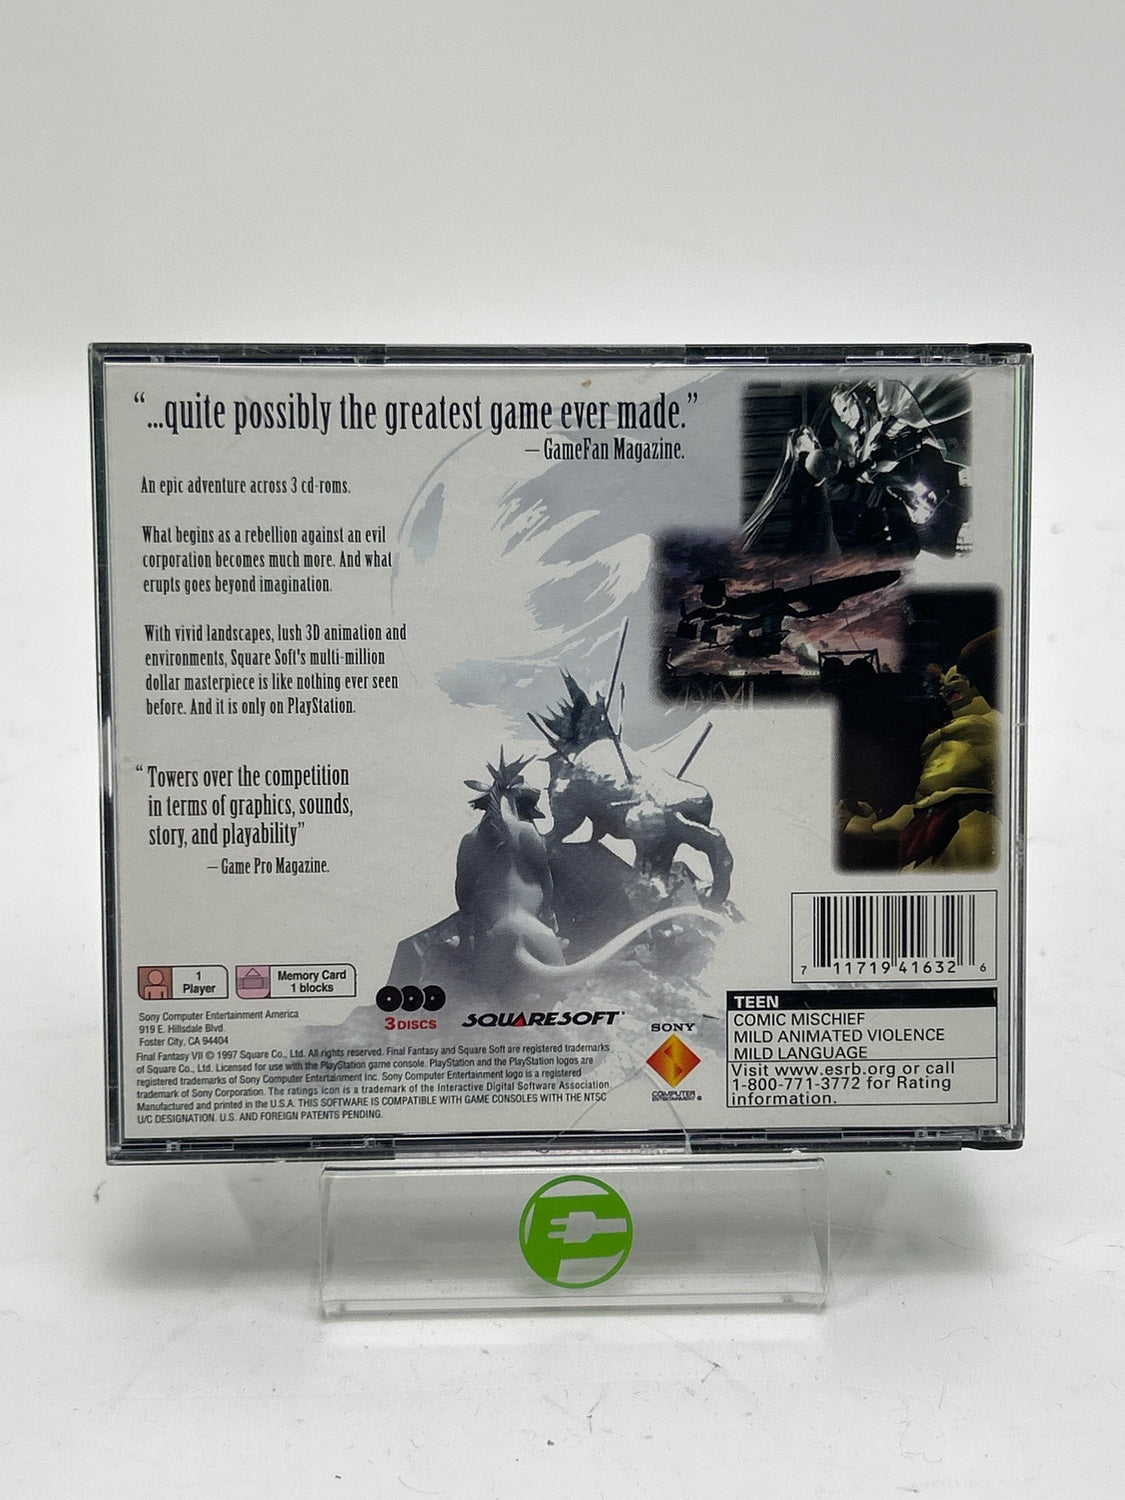 “...quite possibly the greatest game ever made.”
– GameFan Magazine.
An epic adventure across 3 cd-roms.
What begins as a rebellion against an evil
corporation becomes much more. And what
erupts goes beyond imagination.
With vivid landscapes, lush 3D animation and
environments, Square Soft's multi-million
dollar masterpiece is like nothing ever seen
before. And it is only on PlayStation.
“Towers over the competition
in terms of graphics, sounds,
story, and playability”
– Game Pro Magazine.
1
Player
Memory Card
1 blocks
3 DISCS
SQUARESOFT
SONY
COMPUTER
ENTERTAINMENT ®
Sony Computer Entertainment America
919 E. Hillsdale Blvd.
Foster City, CA 94404
Final Fantasy VII © 1997 Square Co., Ltd. All rights reserved. Final Fantasy and Square Soft are registered trademarks
of Square Co., Ltd. Licensed for use with the PlayStation game console. PlayStation and the PlayStation logos are
registered trademarks of Sony Computer Entertainment Inc. Sony Computer Entertainment logo is a registered
trademark of Sony Corporation. The ratings icon is a trademark of the Interactive Digital Software Association.
Manufactured and printed in the U.S.A. THIS SOFTWARE IS COMPATIBLE WITH GAME CONSOLES WITH THE NTSC
U/C DESIGNATION. U.S. AND FOREIGN PATENTS PENDING.
7 11719 41632 6
TEEN
COMIC MISCHIEF
MILD ANIMATED VIOLENCE
MILD LANGUAGE
Visit www.esrb.org or call
1-800-771-3772 for Rating
information.